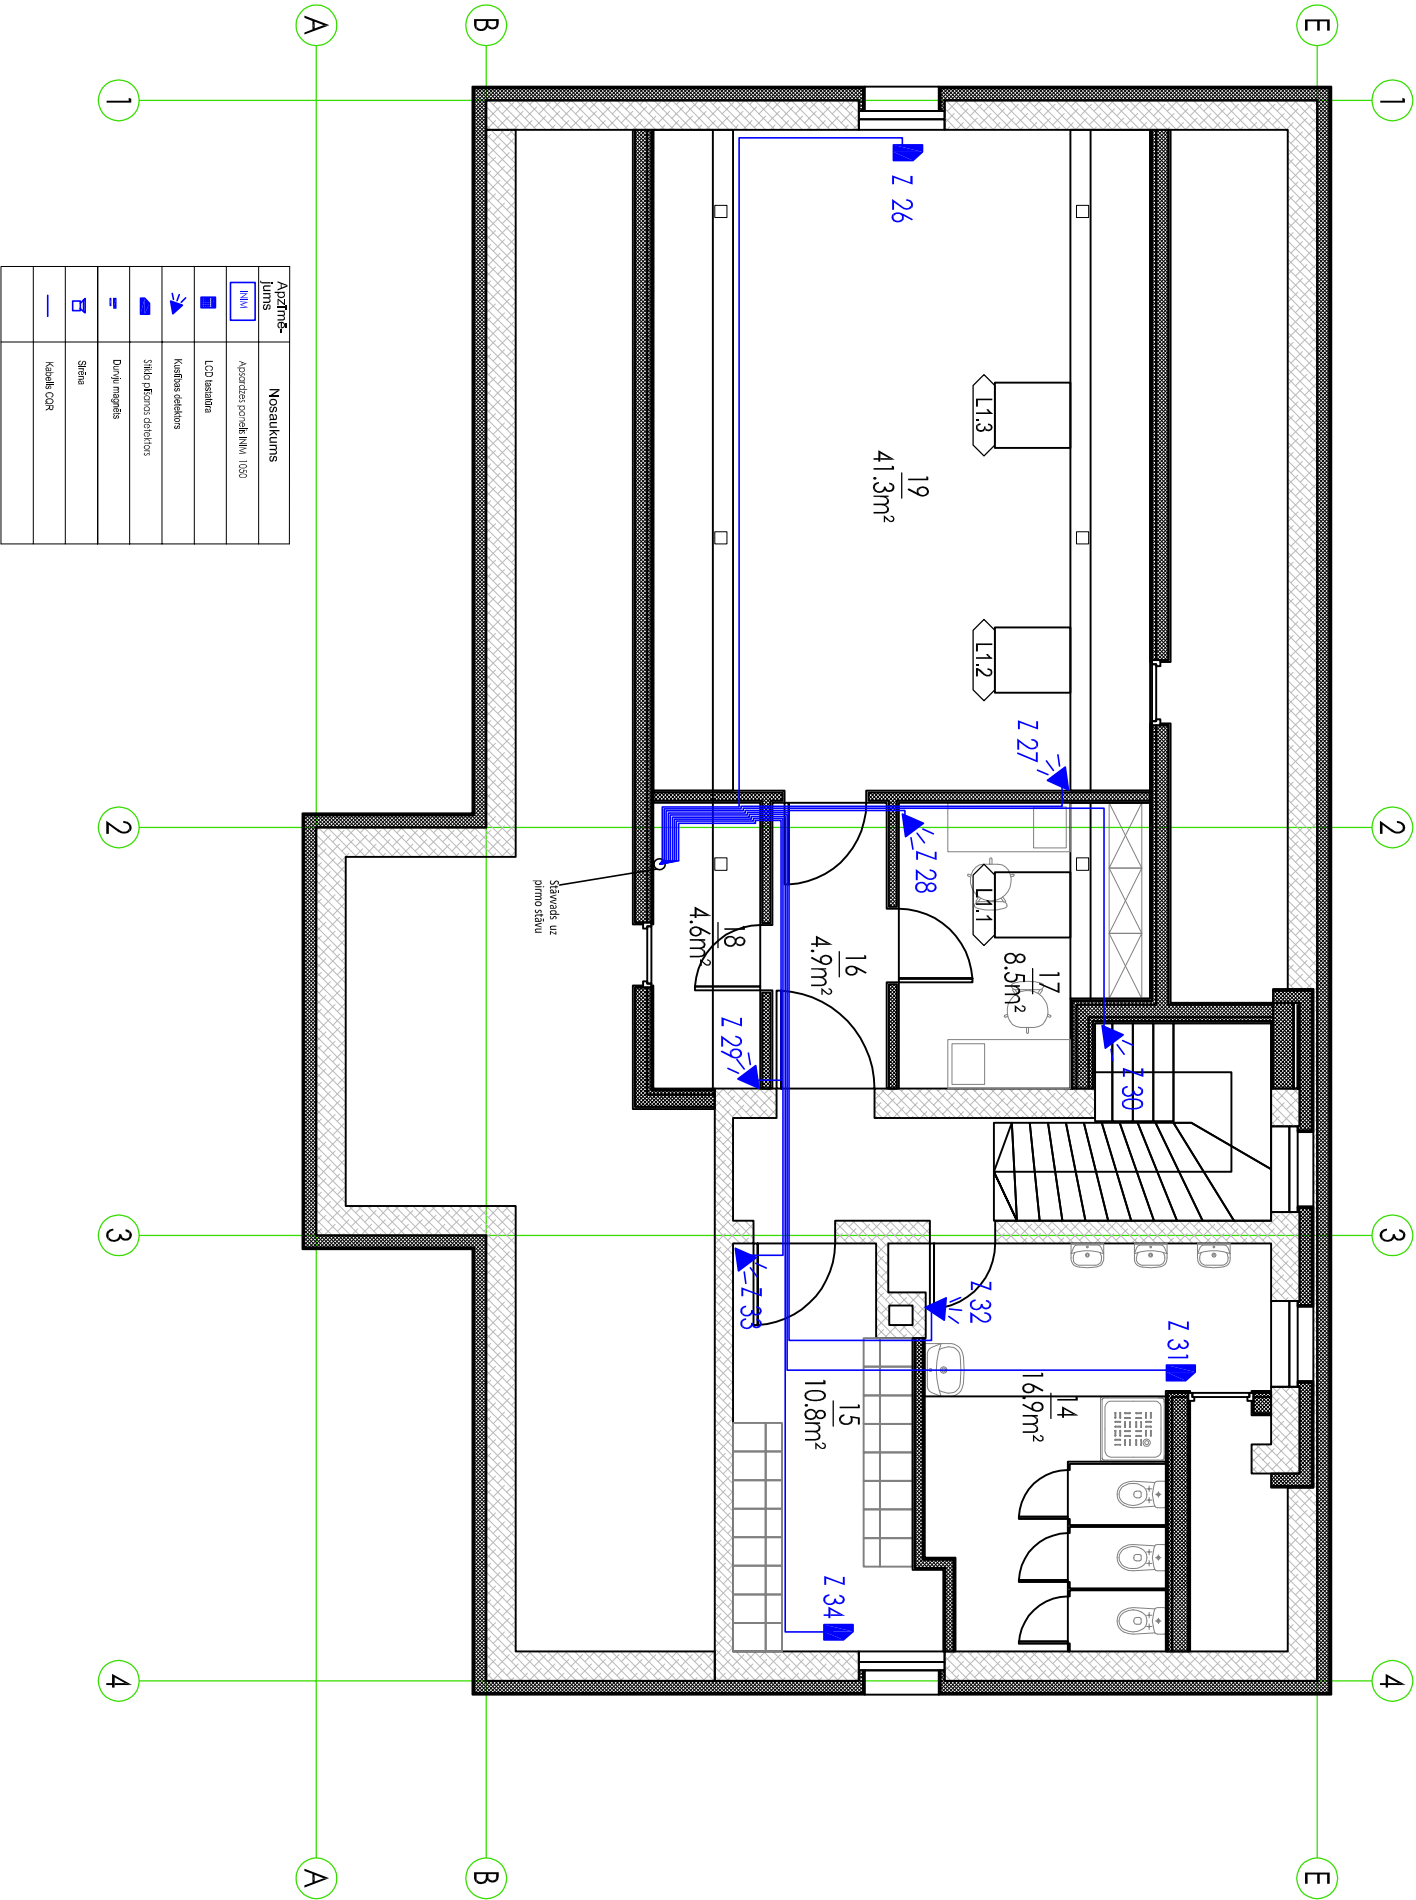 A
B
E
1
1
Z 26
19
41.3m²
L1.3
L1.2
Z 27
2
2
Z 28
L1.1
17
8.5m²
16
4.9m²
18
4.6m²
Stāvvads uz
pirmo stāvu
Z 29
Z 30
3
3
Z 33
Z 32
Z 31
14
16.9m²
15
10.8m²
Z 34
4
4
A
B
E
Apzīmē-
jums
Nosaukums
INIM
Apsardzes panelis INIM 1050
LCD tastatūra
Kustības detektors
Stikla plīšanas detektors
Durvju magnēts
Sirēna
Kabelis CQR